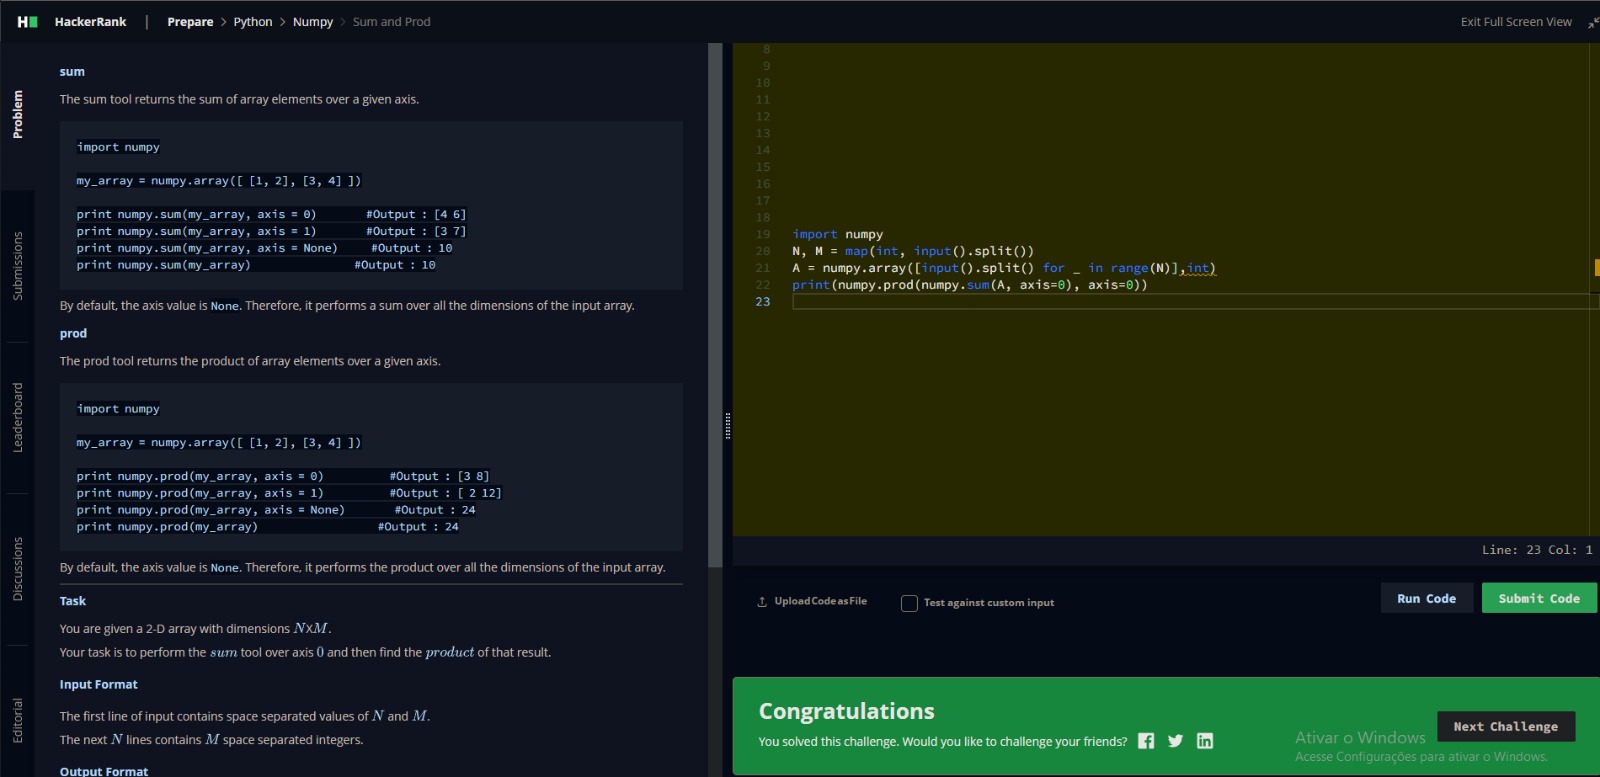 HackerRank | Prepare > Python > Numpy > Sum and Prod
Exit Full Screen View
Problem
Submissions
Leaderboard
Discussions
Editorial
sum
The sum tool returns the sum of array elements over a given axis.
import numpy
my_array = numpy.array([ [1, 2], [3, 4] ])
print numpy.sum(my_array, axis = 0) #Output : [4 6]
print numpy.sum(my_array, axis = 1) #Output : [3 7]
print numpy.sum(my_array, axis = None) #Output : 10
print numpy.sum(my_array) #Output : 10
By default, the axis value is None. Therefore, it performs a sum over all the dimensions of the input array.
prod
The prod tool returns the product of array elements over a given axis.
import numpy
my_array = numpy.array([ [1, 2], [3, 4] ])
print numpy.prod(my_array, axis = 0) #Output : [3 8]
print numpy.prod(my_array, axis = 1) #Output : [ 2 12]
print numpy.prod(my_array, axis = None) #Output : 24
print numpy.prod(my_array) #Output : 24
By default, the axis value is None. Therefore, it performs the product over all the dimensions of the input array.
Task
You are given a 2-D array with dimensions NXM.
Your task is to perform the sum tool over axis 0 and then find the product of that result.
Input Format
The first line of input contains space separated values of N and M.
The next N lines contains M space separated integers.
Output Format
8
9
10
11
12
13
14
15
16
17
18
19 import numpy
20 N, M = map(int, input().split())
21 A = numpy.array([input().split() for _ in range(N)],int)
22 print(numpy.prod(numpy.sum(A, axis=0), axis=0))
23
Line: 23 Col: 1
Upload Code as File
Test against custom input
Run Code
Submit Code
Congratulations
You solved this challenge. Would you like to challenge your friends?
Next Challenge
Ativar o Windows
Acesse Configurações para ativar o Windows.